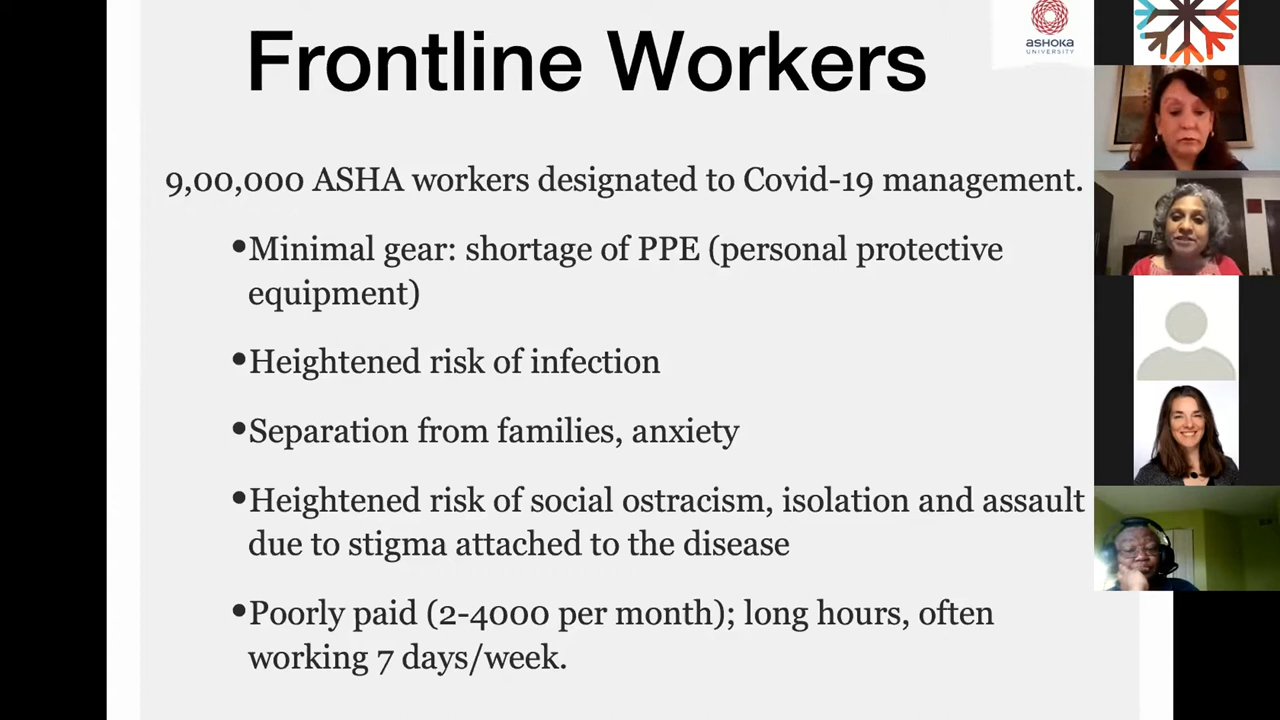 Frontline Workers
ASHOKA
UNIVERSITY
9,00,000 ASHA workers designated to Covid-19 management.
•Minimal gear: shortage of PPE (personal protective
equipment)
•Heightened risk of infection
•Separation from families, anxiety
•Heightened risk of social ostracism, isolation and assault
due to stigma attached to the disease
•Poorly paid (2-4000 per month); long hours, often
working 7 days/week.